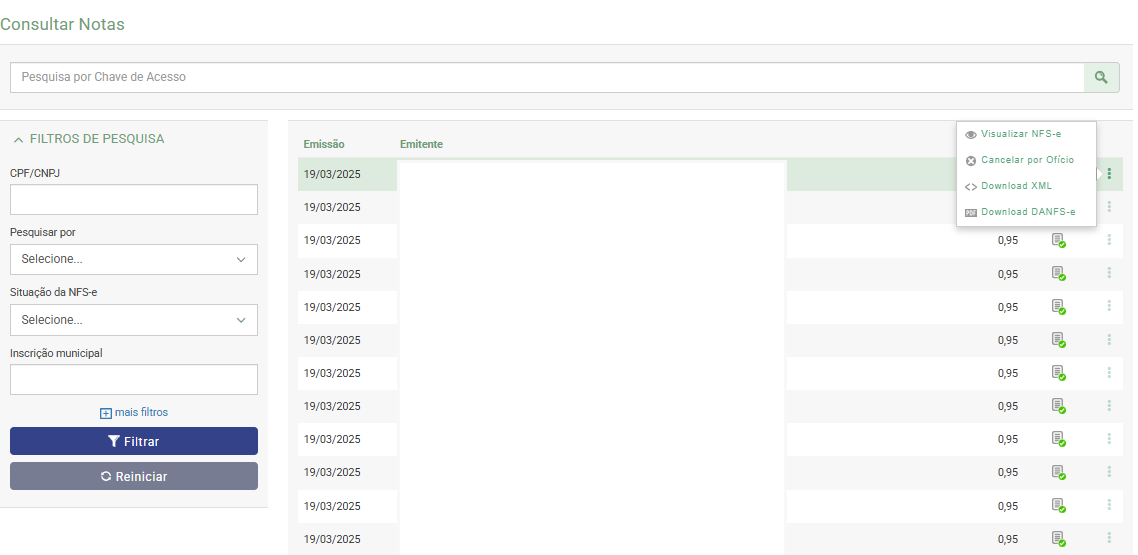 Consultar Notas
Pesquisa por Chave de Acesso
FILTROS DE PESQUISA
CPF/CNPJ
Pesquisar por
Selecione...
Situação da NFS-e
Selecione...
Inscrição municipal
mais filtros
Filtrar
Reiniciar
Emissão Emitente
Visualizar NFS-e
Cancelar por Ofício
Download XML
PDF Download DANFS-e
19/03/2025
19/03/2025
19/03/2025 0,95
19/03/2025 0,95
19/03/2025 0,95
19/03/2025 0,95
19/03/2025 0,95
19/03/2025 0,95
19/03/2025 0,95
19/03/2025 0,95
19/03/2025 0,95
19/03/2025 0,95